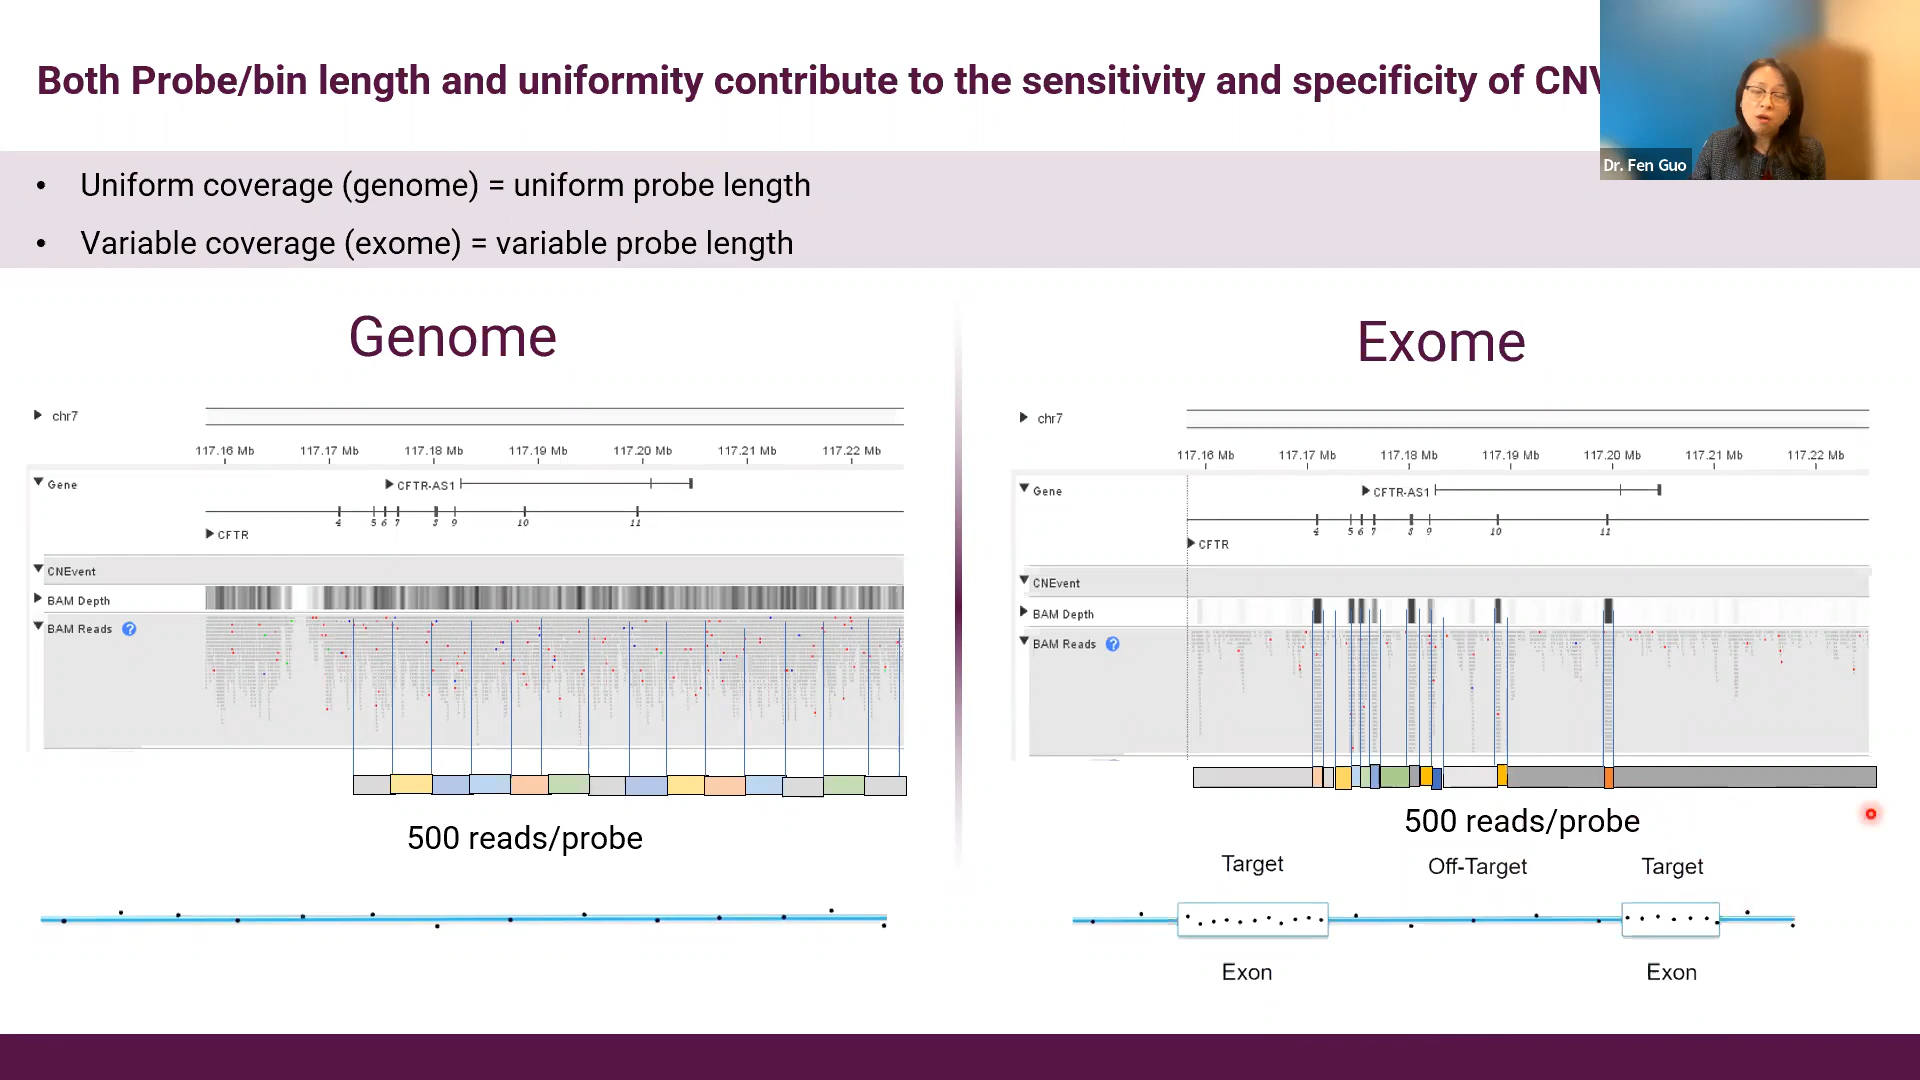 Both Probe/bin length and uniformity contribute to the sensitivity and specificity of CNV
Dr. Fen Guo
• Uniform coverage (genome) = uniform probe length
• Variable coverage (exome) = variable probe length
Genome
chr7
117.16 Mb 117.17 Mb 117.18 Mb 117.19 Mb 117.20 Mb 117.21 Mb 117.22 Mb
Gene
CFTR-AS1
4 5 6 7 8 9 10 11
CFTR
CNEvent
BAM Depth
BAM Reads ?
500 reads/probe
Exome
chr7
117.16 Mb 117.17 Mb 117.18 Mb 117.19 Mb 117.20 Mb 117.21 Mb 117.22 Mb
Gene
CFTR-AS1
4 5 6 7 8 9 10 11
CFTR
CNEvent
BAM Depth
BAM Reads ?
500 reads/probe
Target Off-Target Target
Exon Exon